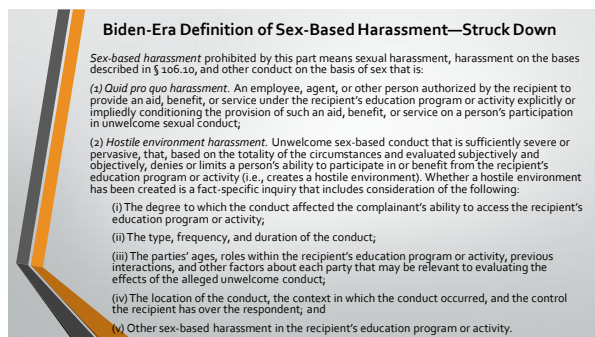 Biden-Era Definition of Sex-Based Harassment—Struck Down
Sex-based harassment prohibited by this part means sexual harassment, harassment on the bases
described in § 106.10, and other conduct on the basis of sex that is:
(1) Quid pro quo harassment. An employee, agent, or other person authorized by the recipient to
provide an aid, benefit, or service under the recipient's education program or activity explicitly or
impliedly conditioning the provision of such an aid, benefit, or service on a person's participation
in unwelcome sexual conduct;
(2) Hostile environment harassment. Unwelcome sex-based conduct that is sufficiently severe or
pervasive, that, based on the totality of the circumstances and evaluated subjectively and
objectively, denies or limits a person's ability to participate in or benefit from the recipient's
education program or activity (i.e., creates a hostile environment). Whether a hostile environment
has been created is a fact-specific inquiry that includes consideration of the following:
(i) The degree to which the conduct affected the complainant's ability to access the recipient's
education program or activity;
(ii) The type, frequency, and duration of the conduct;
(iii) The parties' ages, roles within the recipient's education program or activity, previous
interactions, and other factors about each party that may be relevant to evaluating the
effects of the alleged unwelcome conduct;
(iv) The location of the conduct, the context in which the conduct occurred, and the control
the recipient has over the respondent; and
(v) Other sex-based harassment in the recipient's education program or activity.